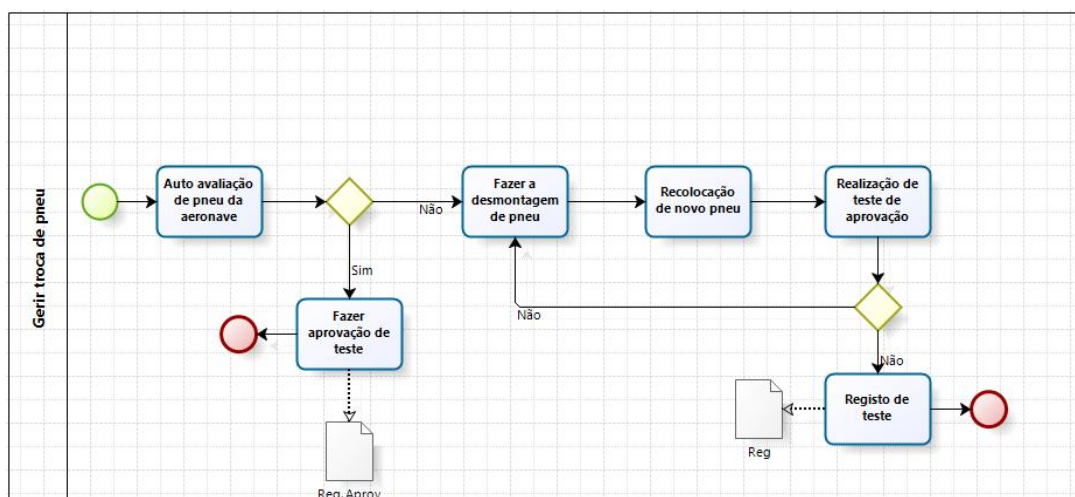 Gerir troca de pneu
Auto avaliação
de pneu da
aeronave
Não
Fazer a
desmontagem
de pneu
Recolocação
de novo pneu
Realização de
teste de
aprovação
Sim
Fazer
aprovação de
teste
Não
Não
Registo de
teste
Reg
Reg. Aprov